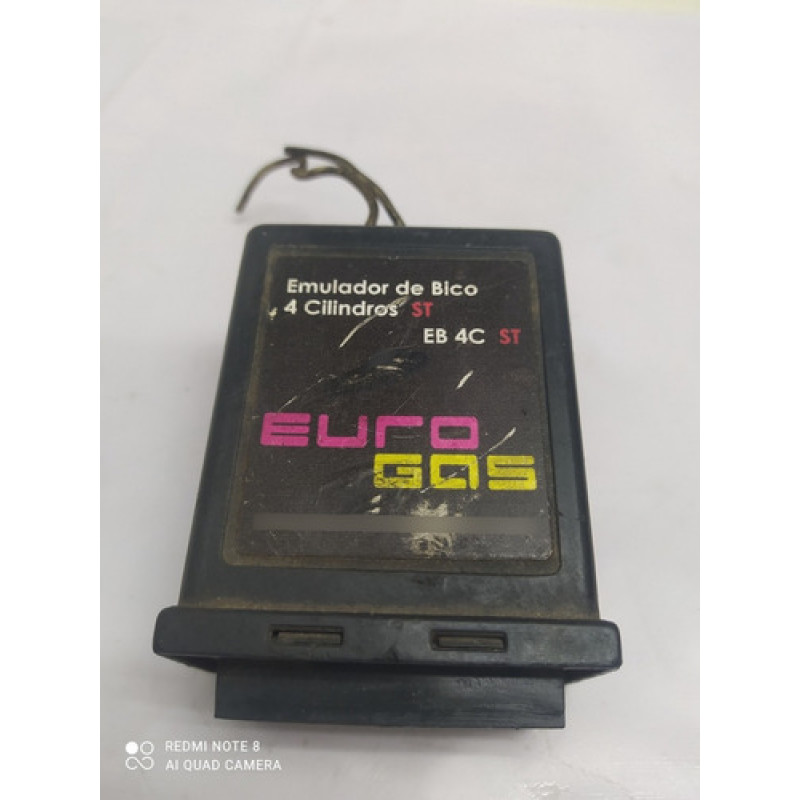 Emulador de Bico
4 Cilindros ST
EB 4C ST
EURO
GAS
REDMI NOTE 8
AI QUAD CAMERA